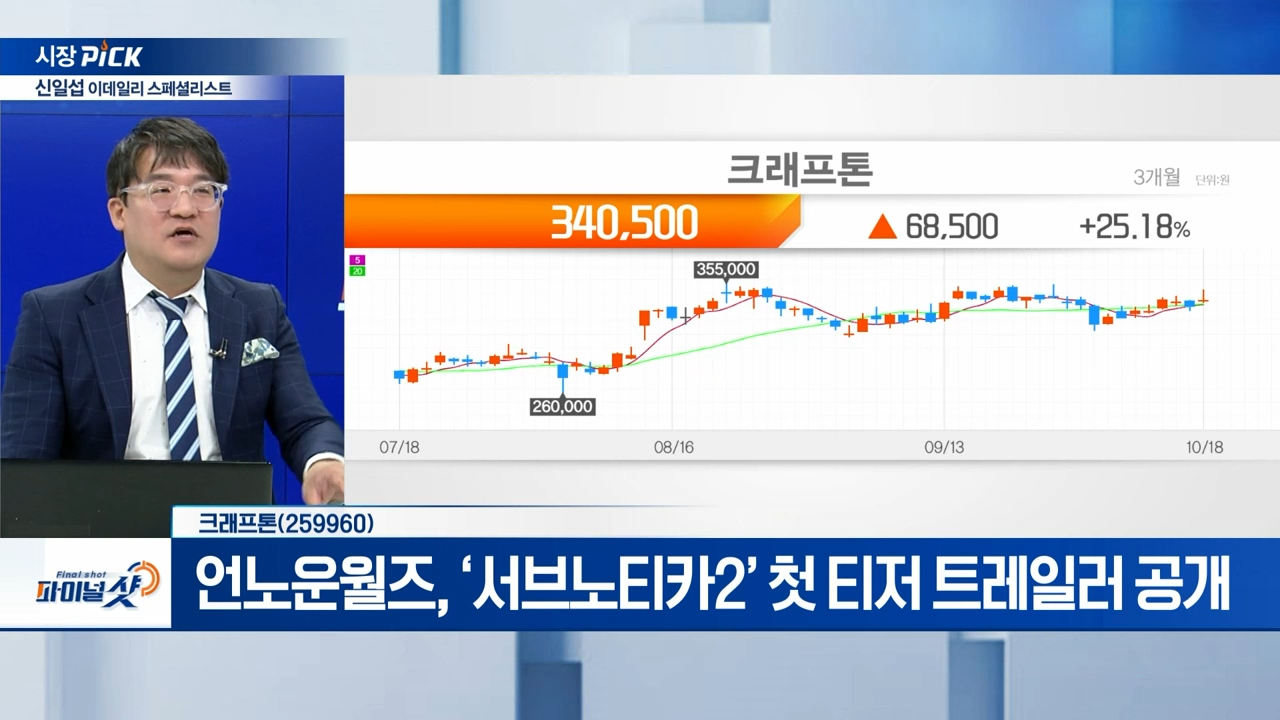 시장 PiCK
신일섭 이데일리 스페셜리스트
크래프톤
3개월 단위:원
340,500 ▲ 68,500 +25.18%
5
20
355,000
260,000
07/18 08/16 09/13 10/18
크래프톤(259960)
Final shot
파이널샷
언노운월즈, ‘서브노티카2’ 첫 티저 트레일러 공개